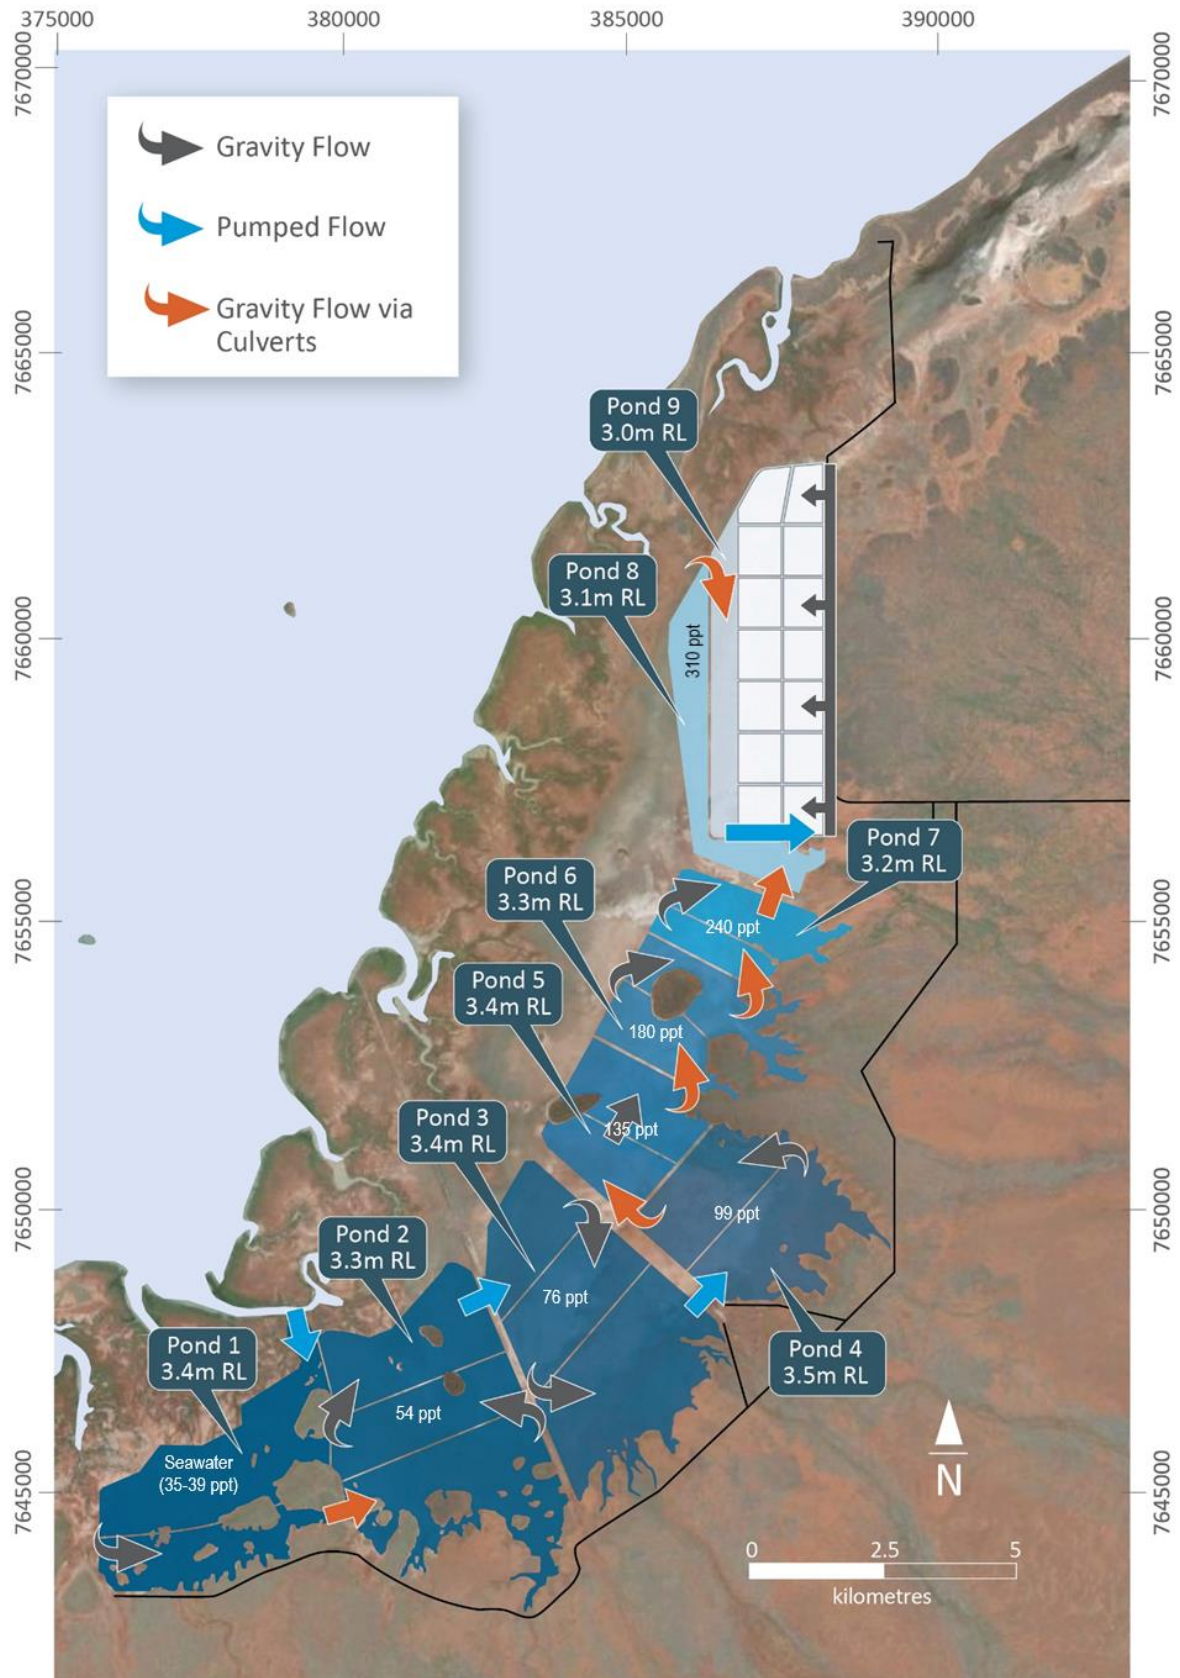 375000
380000
385000
390000
7670000
7670000
Gravity Flow
Pumped Flow
Gravity Flow via
Culverts
7665000
7665000
Pond 9
3.0m RL
Pond 8
3.1m RL
310 ppt
7660000
7660000
Pond 7
3.2m RL
Pond 6
3.3m RL
240 ppt
7655000
7655000
Pond 5
3.4m RL
180 ppt
Pond 3
3.4m RL
135 ppt
99 ppt
7650000
7650000
Pond 2
3.3m RL
76 ppt
Pond 1
3.4m RL
Pond 4
3.5m RL
54 ppt
Seawater
(35-39 ppt)
N
7645000
7645000
0
2.5
5
kilometres